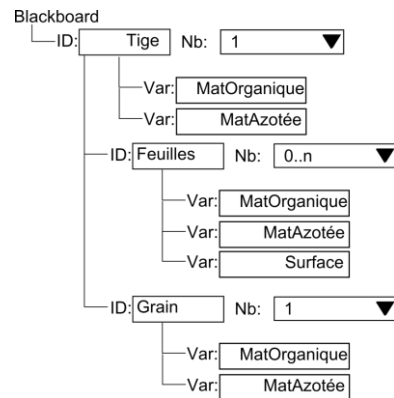 Blackboard
ID: Tige Nb: 1
Var: MatOrganique
Var: MatAzotée
ID: Feuilles Nb: 0..n
Var: MatOrganique
Var: MatAzotée
Var: Surface
ID: Grain Nb: 1
Var: MatOrganique
Var: MatAzotée